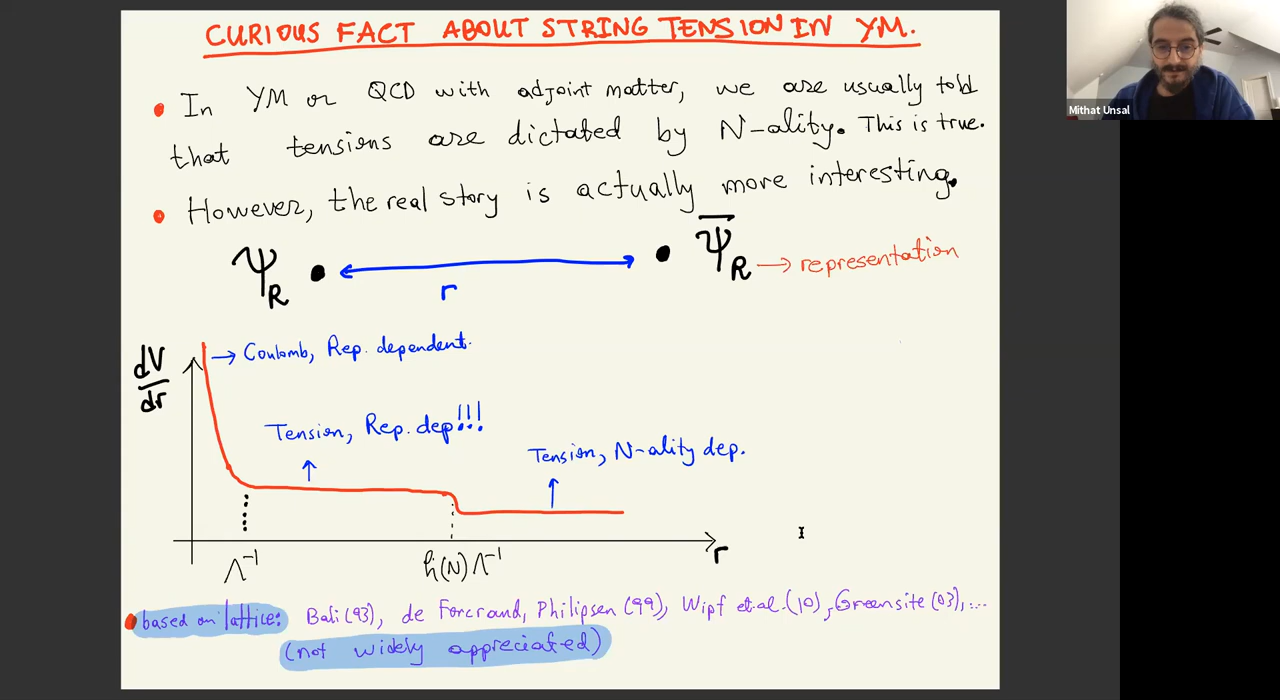 CURIOUS FACT ABOUT STRING TENSION IN YM.
Mithat Unsal
• In YM or QCD with adjoint matter, we are usually told
that tensions are dictated by N-ality. This is true.
• However, the real story is actually more interesting.
Ψ_R r Ψ̄_R → representation
dV/dr
→ Coulomb, Rep. dependent.
Tension, Rep. dep!!!
Tension, N-ality dep.
Λ⁻¹ h(N) Λ⁻¹ r
• based on lattice: Bali (93), de Forcrand, Philipsen (99), Wipf et.al. (10), Greensite (03), ...
(not widely appreciated)